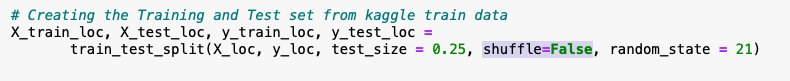 # Creating the Training and Test set from kaggle train data
X_train_loc, X_test_loc, y_train_loc, y_test_loc =
train_test_split(X_loc, y_loc, test_size = 0.25, shuffle=False, random_state = 21)